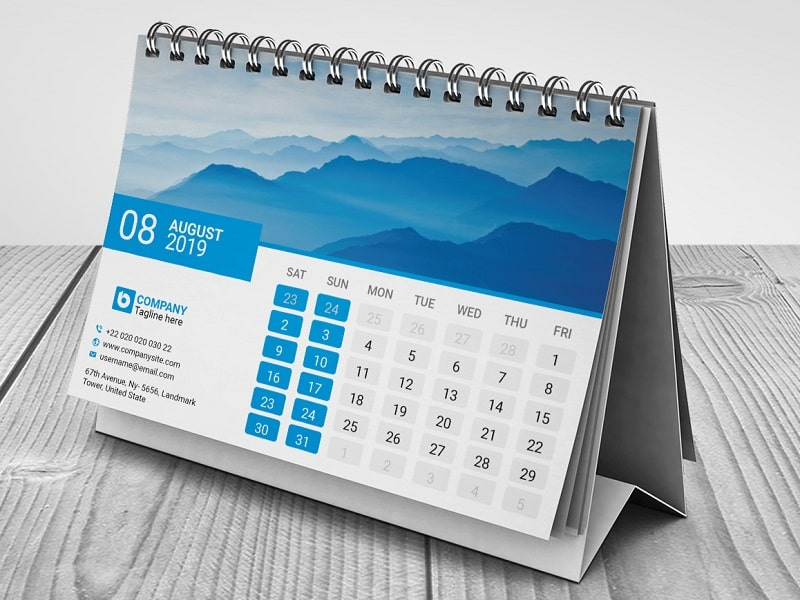 08 AUGUST
2019
COMPANY
Tagline here
+22 020 020 030 22
www.companysite.com
username@email.com
67th Avenue, Ny- 5656, Landmark
Tower, United State
SAT SUN MON TUE WED THU FRI
23 24 25 26 27 28 1
2 3 4 5 6 7 8
9 10 11 12 13 14 15
16 17 18 19 20 21 22
23 24 25 26 27 28 29
30 31 1 2 3 4 5